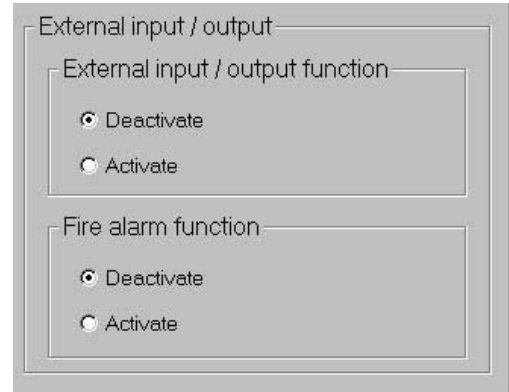 External input / output
External input / output function
Deactivate
Activate
Fire alarm function
Deactivate
Activate